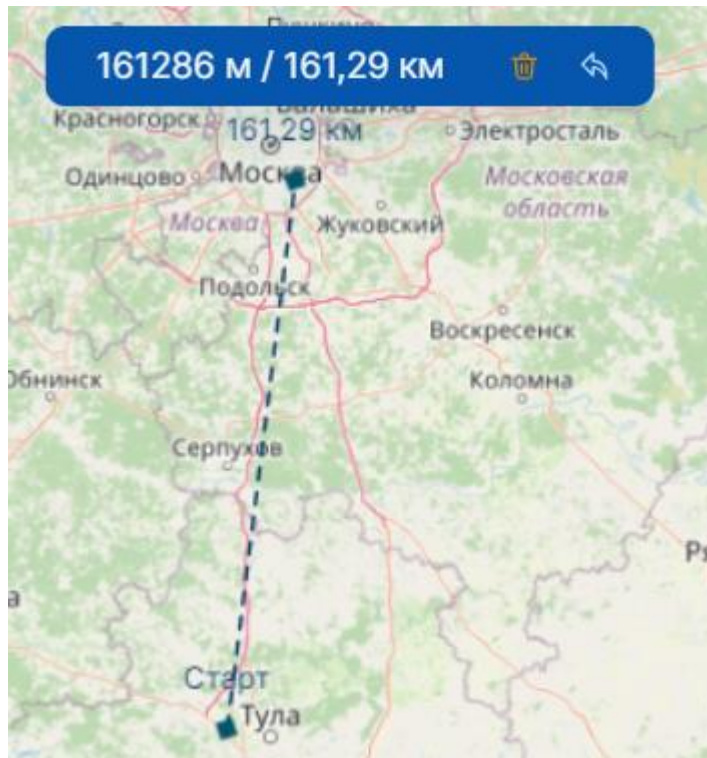 161286 м / 161,29 км
Красногорск
161,29 км
Электросталь
Одинцово
Москва
Московская
область
Москва
Жуковский
Подольск
Воскресенск
Обнинск
Коломна
Серпухов
Старт
Тула